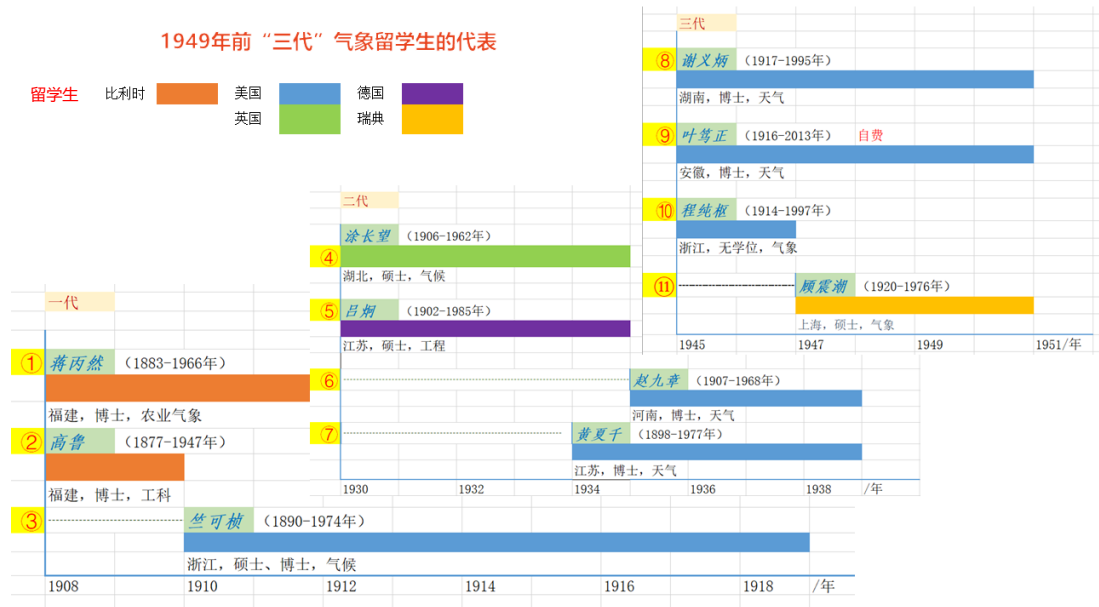 1949年前“三代”气象留学生的代表
留学生 比利时 美国 德国
英国 瑞典
一代
① 蒋丙然 (1883-1966年)
福建，博士，农业气象
② 高鲁 (1877-1947年)
福建，博士，工科
③ 竺可桢 (1890-1974年)
浙江，硕士、博士，气候
1908 1910 1912 1914 1916 1918 /年
二代
涂长望 (1906-1962年)
④
湖北，硕士，气候
⑤ 吕炯 (1902-1985年)
江苏，硕士，工程
⑥ 赵九章 (1907-1968年)
河南，博士，天气
⑦ 黄夏千 (1898-1977年)
江苏，博士，天气
1930 1932 1934 1936 1938 /年
三代
⑧ 谢义炳 (1917-1995年)
湖南，博士，天气
⑨ 叶笃正 (1916-2013年) 自费
安徽，博士，天气
⑩ 程纯枢 (1914-1997年)
浙江，无学位，气象
⑪ 顾震潮 (1920-1976年)
上海，硕士，气象
1945 1947 1949 1951/年